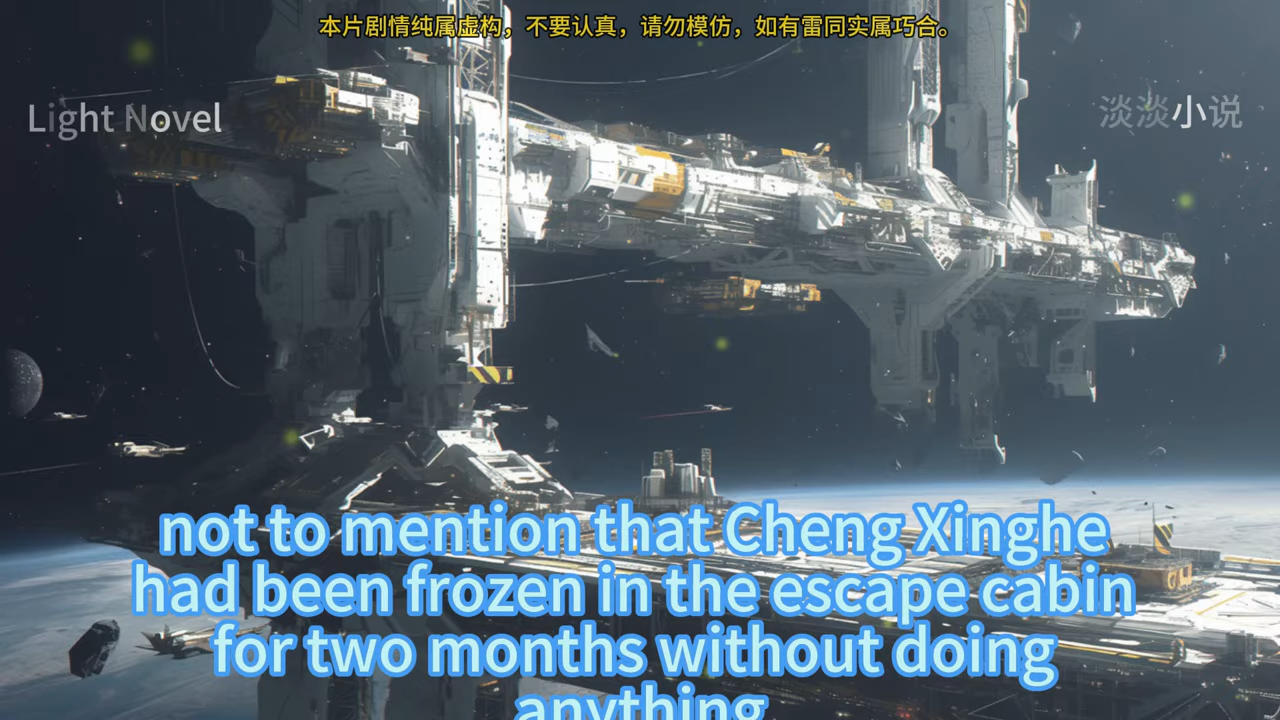 本片剧情纯属虚构，不要认真，请勿模仿，如有雷同实属巧合。
Light Novel
淡淡小说
not to mention that Cheng Xinghe
had been frozen in the escape cabin
for two months without doing
anything